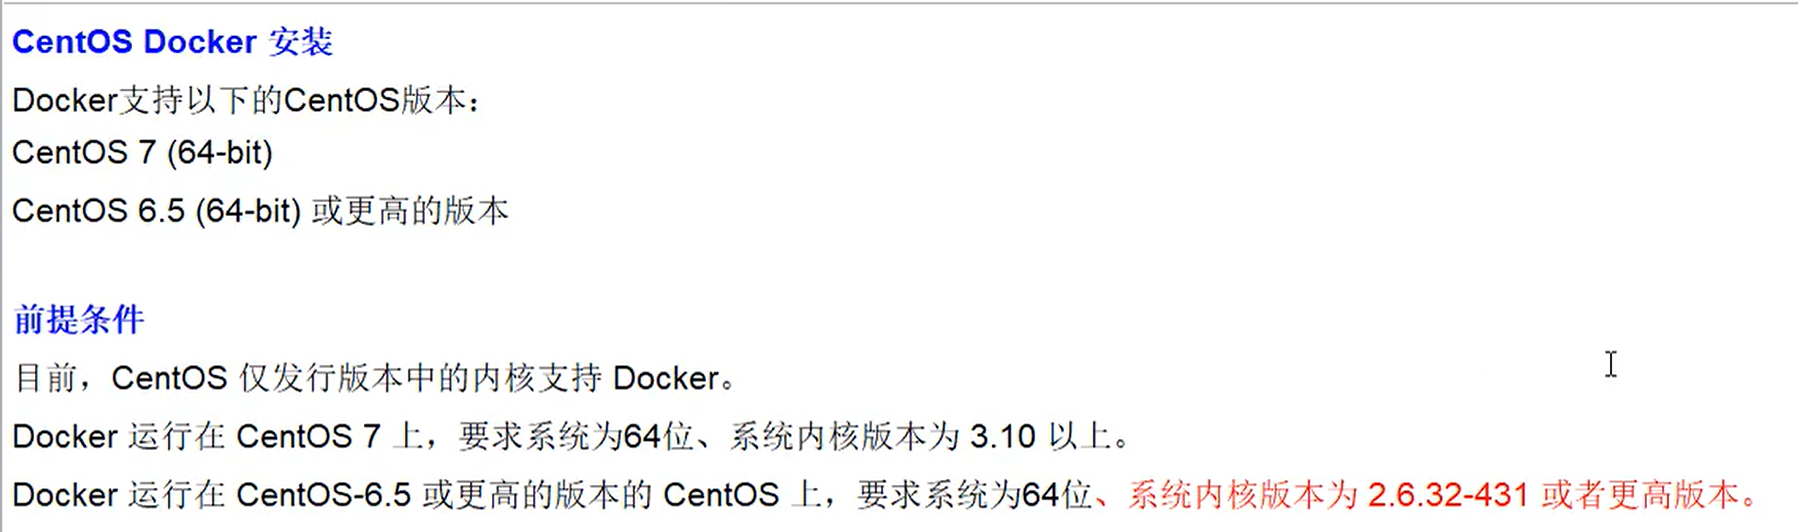 CentOS Docker 安装
Docker支持以下的CentOS版本：
CentOS 7 (64-bit)
CentOS 6.5 (64-bit) 或更高的版本
前提条件
目前，CentOS 仅发行版本中的内核支持 Docker。
Docker 运行在 CentOS 7 上，要求系统为64位、系统内核版本为 3.10 以上。
Docker 运行在 CentOS-6.5 或更高的版本的 CentOS 上，要求系统为64位、系统内核版本为 2.6.32-431 或者更高版本。